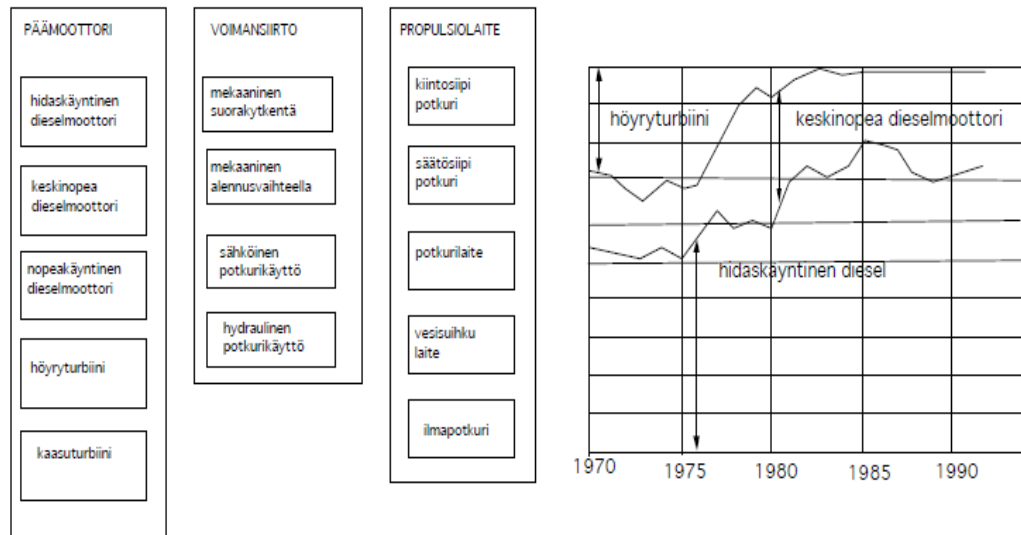 PÄÄMOOTTORI
hidaskäyntinen
dieselmoottori
keskinopea
dieselmoottori
nopeakäyntinen
dieselmoottori
höyryturbiini
kaasuturbiini
VOIMANSIIRTO
mekaaninen
suorakytkentä
mekaaninen
alennusvaihteella
sähköinen
potkurikäyttö
hydraulinen
potkurikäyttö
PROPULSIOLAITE
kiintosiipi
potkuri
säätösiipi
potkuri
potkurilaite
vesisuihku
laite
ilmapotkuri
höyryturbiini
keskinopea dieselmoottori
hidaskäyntinen diesel
1970 1975 1980 1985 1990